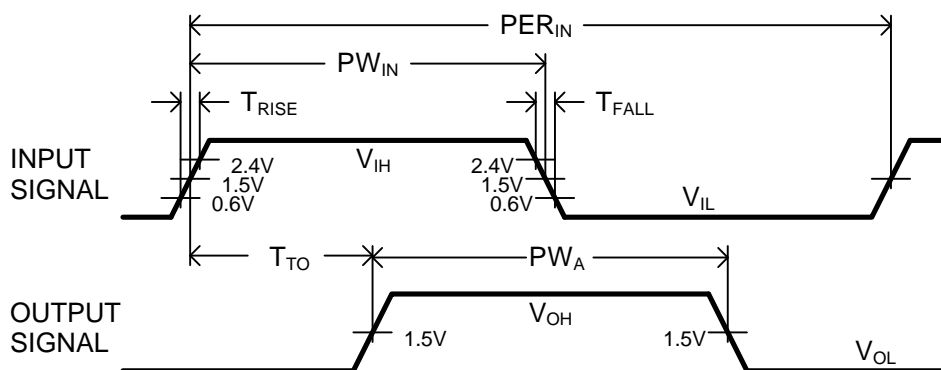 PER_IN
PW_IN
T_RISE
T_FALL
INPUT
SIGNAL
2.4V
1.5V
0.6V
V_IH
2.4V
1.5V
0.6V
V_IL
T_TO
PW_A
OUTPUT
SIGNAL
1.5V
V_OH
1.5V
V_OL